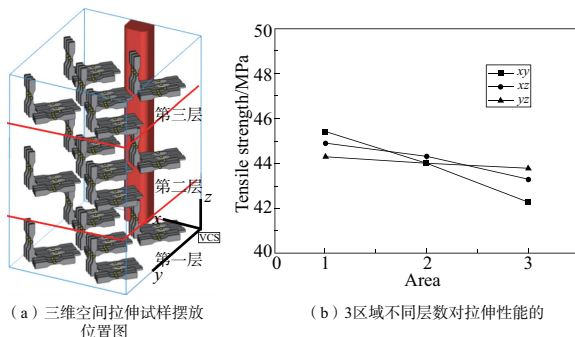 第三层
第二层
第一层
z
x
y
VCS
(a)三维空间拉伸试样摆放
位置图
50
48
46
44
42
40
Tensile strength/MPa
xy
xz
yz
0
1
2
3
Area
(b)3区域不同层数对拉伸性能的